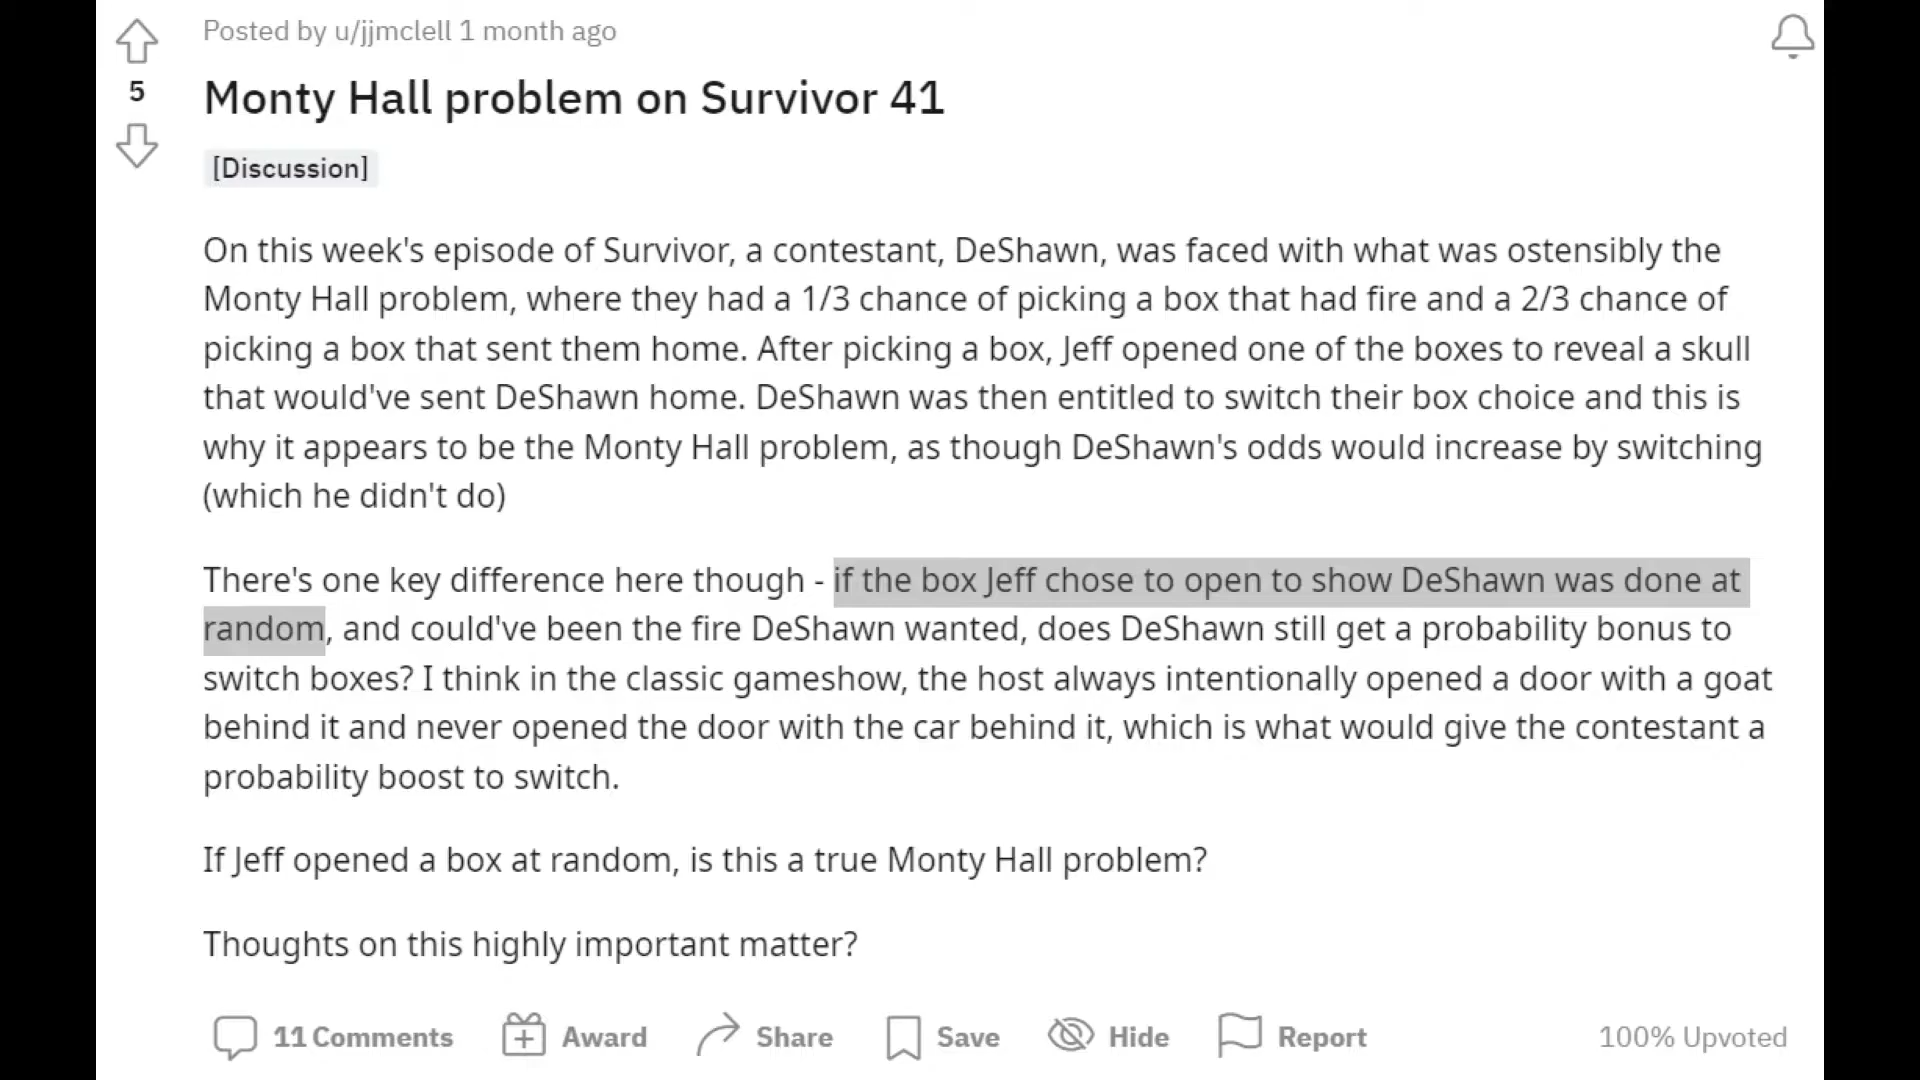 Posted by u/jjmclell 1 month ago
5
Monty Hall problem on Survivor 41
[Discussion]
On this week's episode of Survivor, a contestant, DeShawn, was faced with what was ostensibly the
Monty Hall problem, where they had a 1/3 chance of picking a box that had fire and a 2/3 chance of
picking a box that sent them home. After picking a box, Jeff opened one of the boxes to reveal a skull
that would've sent DeShawn home. DeShawn was then entitled to switch their box choice and this is
why it appears to be the Monty Hall problem, as though DeShawn's odds would increase by switching
(which he didn't do)
There's one key difference here though - if the box Jeff chose to open to show DeShawn was done at
random, and could've been the fire DeShawn wanted, does DeShawn still get a probability bonus to
switch boxes? I think in the classic gameshow, the host always intentionally opened a door with a goat
behind it and never opened the door with the car behind it, which is what would give the contestant a
probability boost to switch.
If Jeff opened a box at random, is this a true Monty Hall problem?
Thoughts on this highly important matter?
11 Comments Award Share Save Hide Report 100% Upvoted